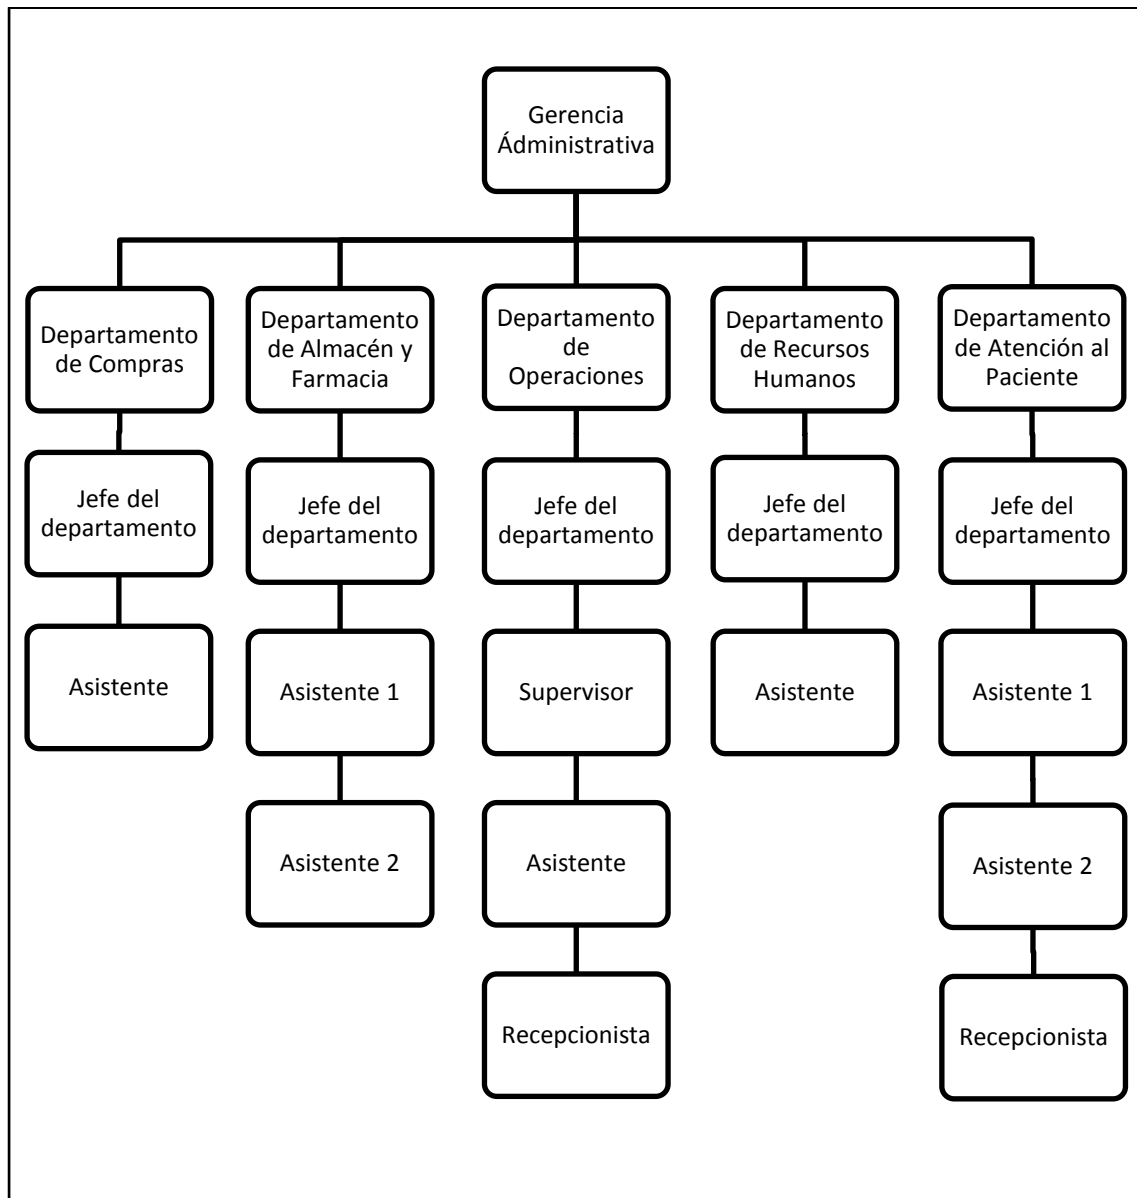 Gerencia
Ádministrativa
Departamento
de Compras
Departamento
de Almacén y
Farmacia
Departamento
de
Operaciones
Departamento
de Recursos
Humanos
Departamento
de Atención al
Paciente
Jefe del
departamento
Jefe del
departamento
Jefe del
departamento
Jefe del
departamento
Jefe del
departamento
Asistente
Asistente 1
Supervisor
Asistente
Asistente 1
Asistente 2
Asistente
Asistente 2
Recepcionista
Recepcionista